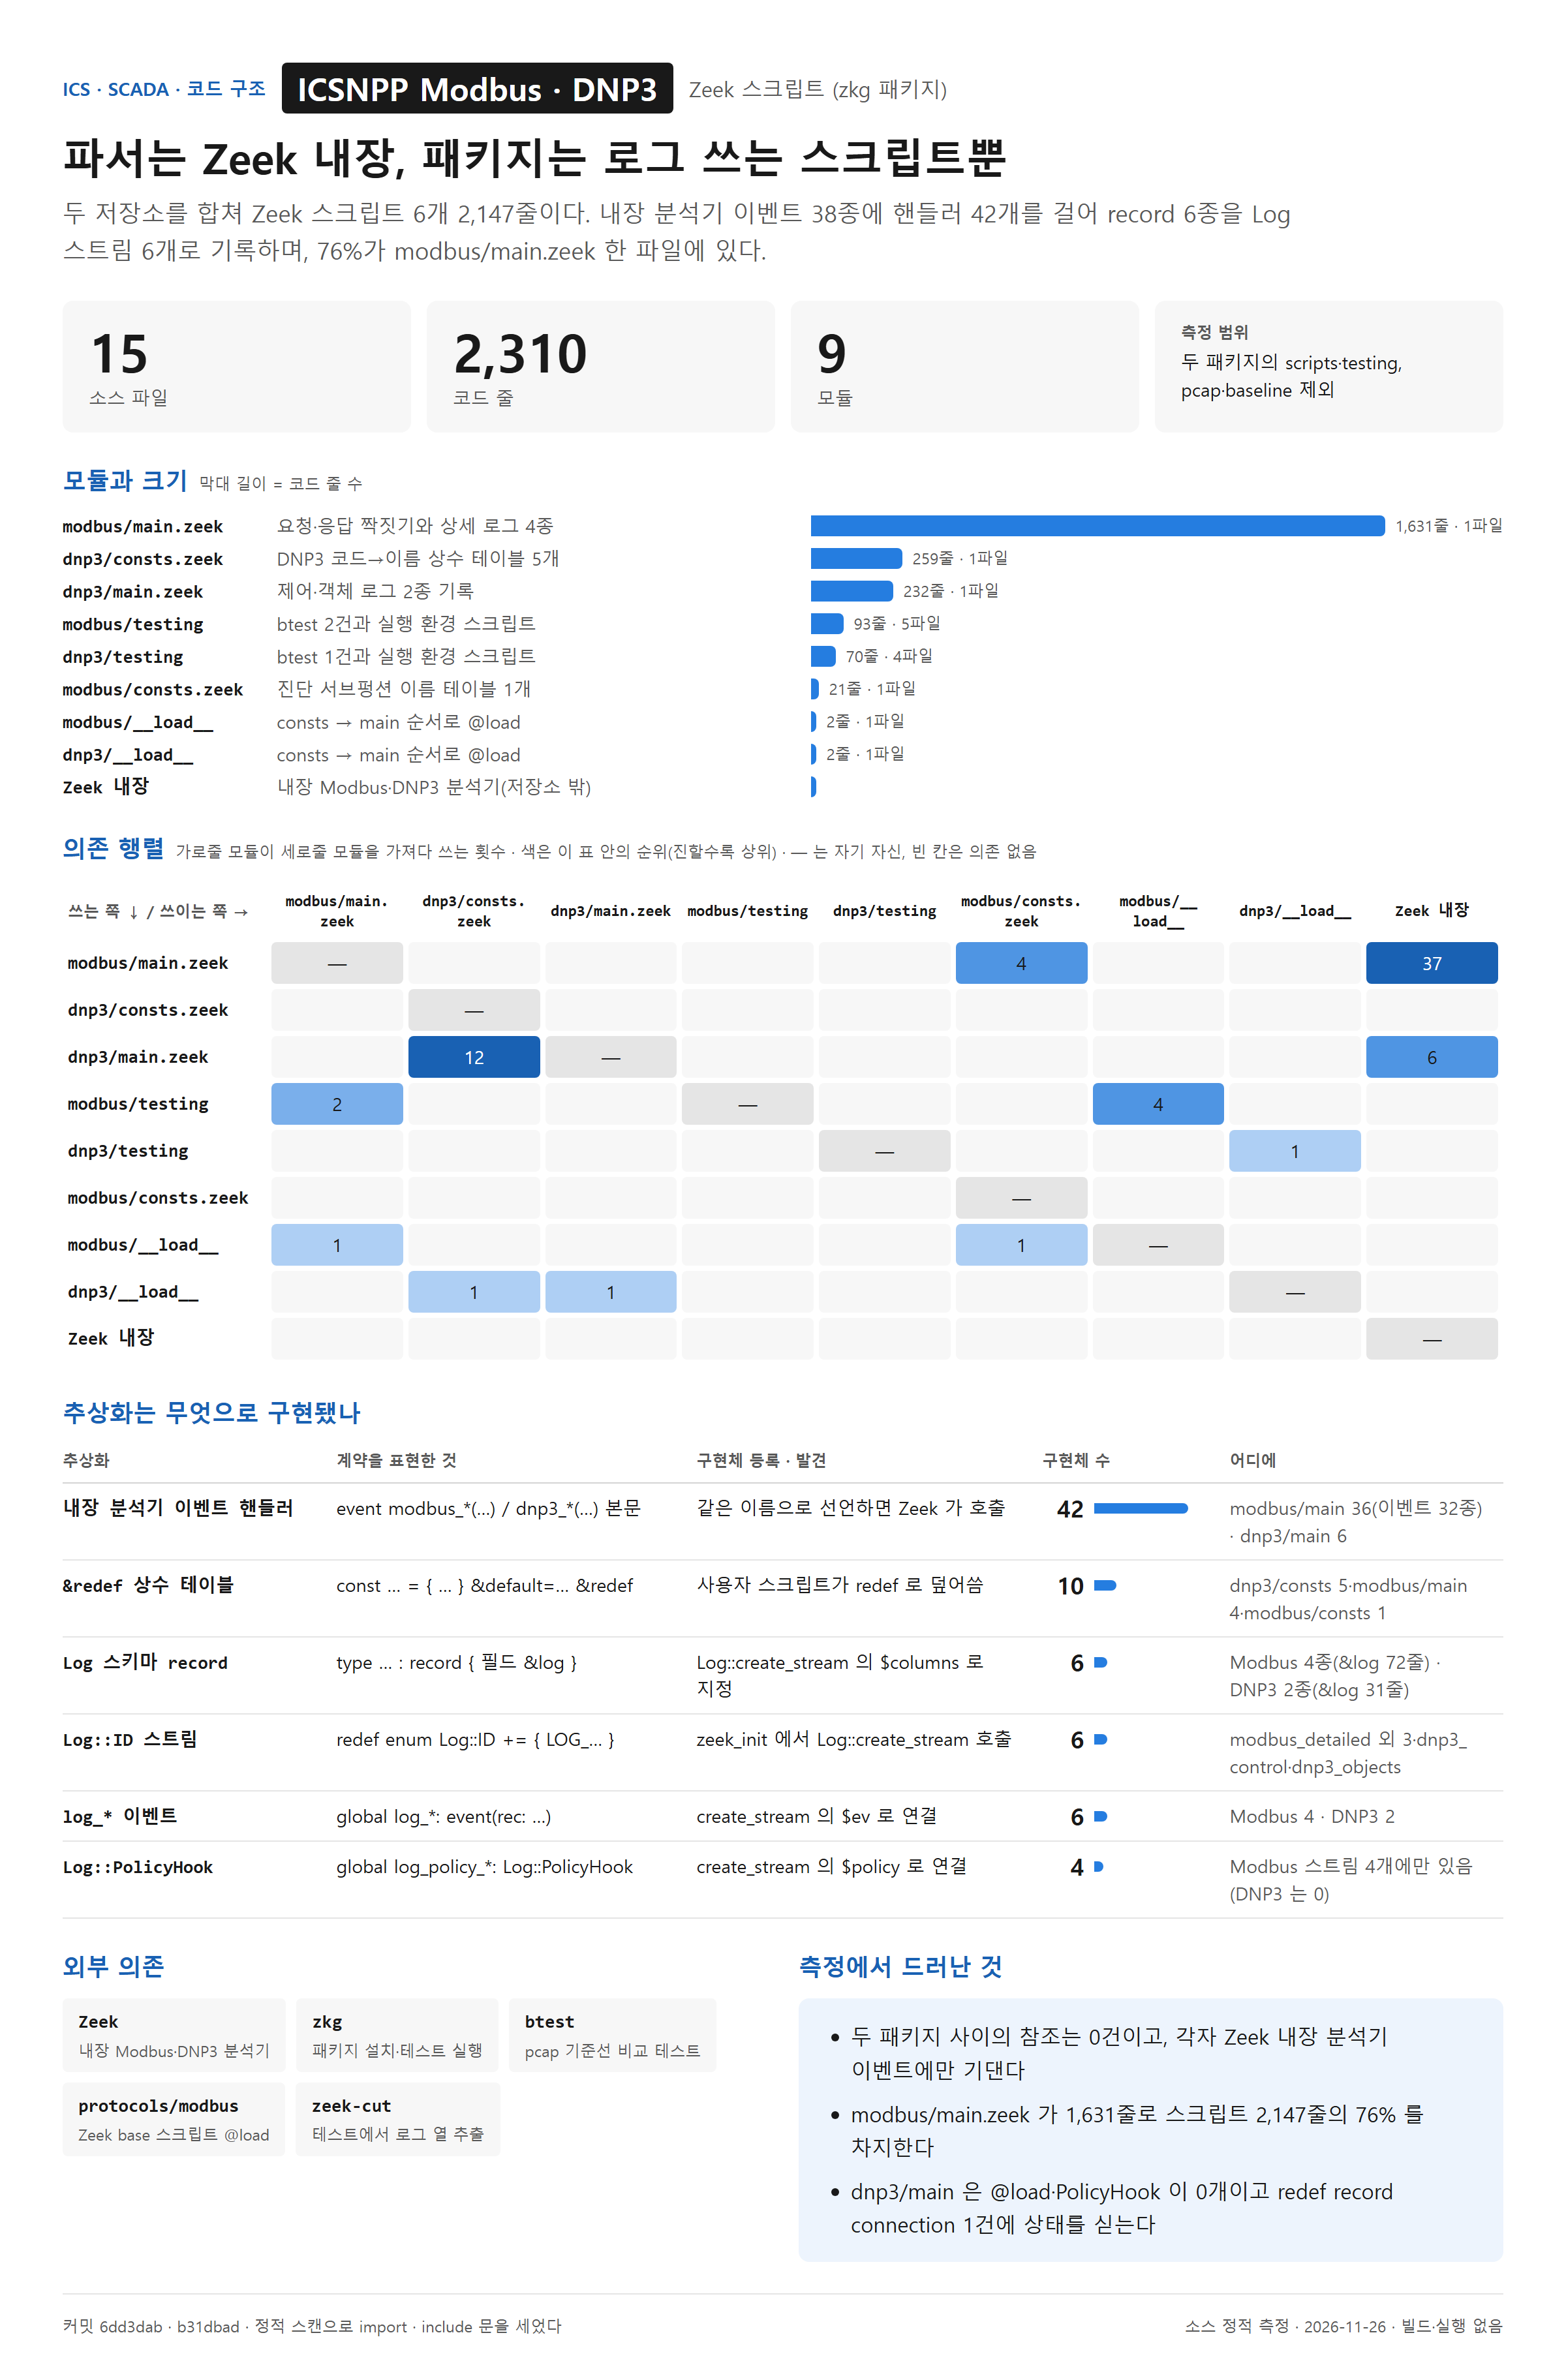 ICS · SCADA · 코드 구조 ICSNPP Modbus · DNP3 Zeek 스크립트 (zkg 패키지)
파서는 Zeek 내장, 패키지는 로그 쓰는 스크립트뿐
두 저장소를 합쳐 Zeek 스크립트 6개 2,147줄이다. 내장 분석기 이벤트 38종에 핸들러 42개를 걸어 record 6종을 Log
스트림 6개로 기록하며, 76%가 modbus/main.zeek 한 파일에 있다.
15
소스 파일
2,310
코드 줄
9
모듈
측정 범위
두 패키지의 scripts·testing,
pcap·baseline 제외
모듈과 크기 막대 길이 = 코드 줄 수
modbus/main.zeek 요청·응답 짝짓기와 상세 로그 4종 1,631줄 · 1파일
dnp3/consts.zeek DNP3 코드→이름 상수 테이블 5개 259줄 · 1파일
dnp3/main.zeek 제어·객체 로그 2종 기록 232줄 · 1파일
modbus/testing btest 2건과 실행 환경 스크립트 93줄 · 5파일
dnp3/testing btest 1건과 실행 환경 스크립트 70줄 · 4파일
modbus/consts.zeek 진단 서브펑션 이름 테이블 1개 21줄 · 1파일
modbus/__load__ consts → main 순서로 @load 2줄 · 1파일
dnp3/__load__ consts → main 순서로 @load 2줄 · 1파일
Zeek 내장 내장 Modbus·DNP3 분석기(저장소 밖)
의존 행렬 가로줄 모듈이 세로줄 모듈을 가져다 쓰는 횟수 · 색은 이 표 안의 순위(진할수록 상위) · — 는 자기 자신, 빈 칸은 의존 없음
쓰는 쪽 ↓ / 쓰이는 쪽 → modbus/main.zeek dnp3/consts.zeek dnp3/main.zeek modbus/testing dnp3/testing modbus/consts.zeek modbus/__load__ dnp3/__load__ Zeek 내장
modbus/main.zeek — 4 37
dnp3/consts.zeek —
dnp3/main.zeek 12 — 6
modbus/testing 2 — 4
dnp3/testing — 1
modbus/consts.zeek —
modbus/__load__ 1 1 —
dnp3/__load__ 1 1 —
Zeek 내장 —
추상화는 무엇으로 구현됐나
추상화 계약을 표현한 것 구현체 등록 · 발견 구현체 수 어디에
내장 분석기 이벤트 핸들러 event modbus_*(…) / dnp3_*(…) 본문 같은 이름으로 선언하면 Zeek 가 호출 42 modbus/main 36(이벤트 32종)
· dnp3/main 6
&redef 상수 테이블 const … = { … } &default=… &redef 사용자 스크립트가 redef 로 덮어씀 10 dnp3/consts 5·modbus/main
4·modbus/consts 1
Log 스키마 record type … : record { 필드 &log } Log::create_stream 의 $columns 로 6 Modbus 4종(&log 72줄) ·
지정 DNP3 2종(&log 31줄)
Log::ID 스트림 redef enum Log::ID += { LOG_… } zeek_init 에서 Log::create_stream 호출 6 modbus_detailed 외 3·dnp3_
control·dnp3_objects
log_* 이벤트 global log_*: event(rec: …) create_stream 의 $ev 로 연결 6 Modbus 4 · DNP3 2
Log::PolicyHook global log_policy_*: Log::PolicyHook create_stream 의 $policy 로 연결 4 Modbus 스트림 4개에만 있음
(DNP3 는 0)
외부 의존
Zeek
내장 Modbus·DNP3 분석기
zkg
패키지 설치·테스트 실행
btest
pcap 기준선 비교 테스트
protocols/modbus
Zeek base 스크립트 @load
zeek-cut
테스트에서 로그 열 추출
측정에서 드러난 것
• 두 패키지 사이의 참조는 0건이고, 각자 Zeek 내장 분석기
이벤트에만 기댄다
• modbus/main.zeek 가 1,631줄로 스크립트 2,147줄의 76% 를
차지한다
• dnp3/main 은 @load·PolicyHook 이 0개이고 redef record
connection 1건에 상태를 싣는다
커밋 6dd3dab · b31dbad · 정적 스캔으로 import · include 문을 세었다
소스 정적 측정 · 2026-11-26 · 빌드·실행 없음